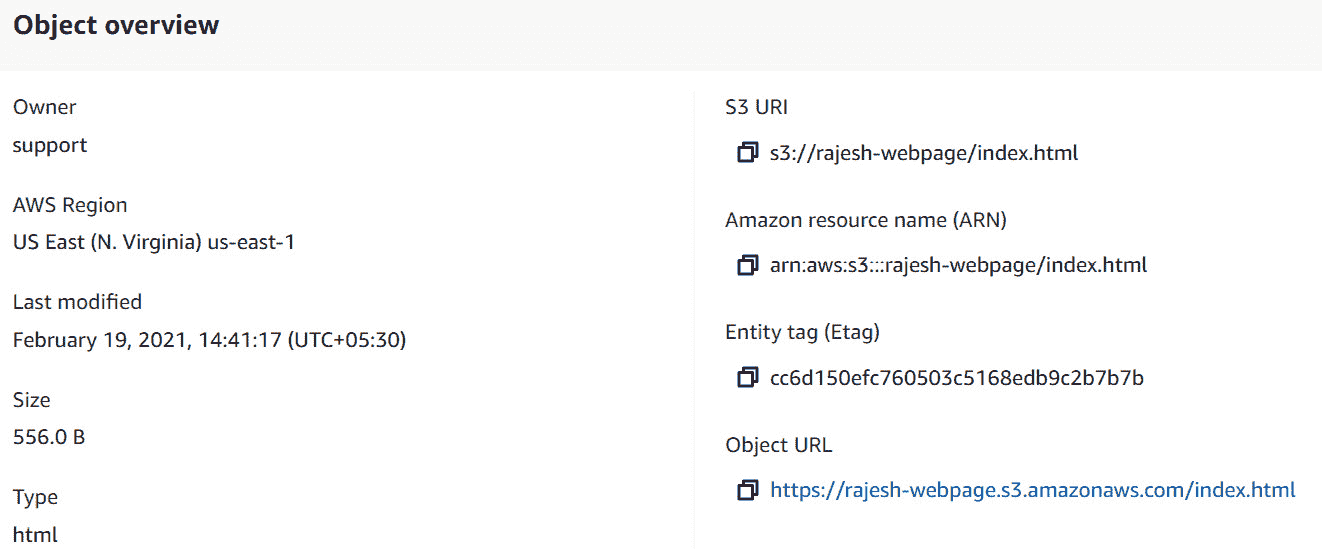 Object overview
Owner
support
AWS Region
US East (N. Virginia) us-east-1
Last modified
February 19, 2021, 14:41:17 (UTC+05:30)
Size
556.0 B
Type
html
S3 URI
s3://rajesh-webpage/index.html
Amazon resource name (ARN)
arn:aws:s3:::rajesh-webpage/index.html
Entity tag (Etag)
cc6d150efc760503c5168edb9c2b7b7b
Object URL
https://rajesh-webpage.s3.amazonaws.com/index.html